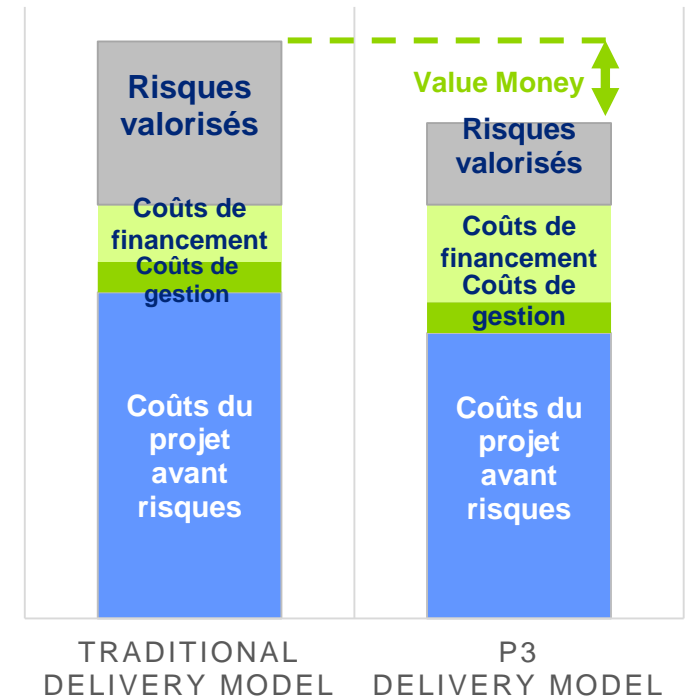 Risques
valorisés
Coûts de
financement
Coûts de
gestion
Coûts du
projet
avant
risques
Value Money
Risques
valorisés
Coûts de
financement
Coûts de
gestion
Coûts du
projet
avant
risques
TRADITIONAL
DELIVERY MODEL
P3
DELIVERY MODEL